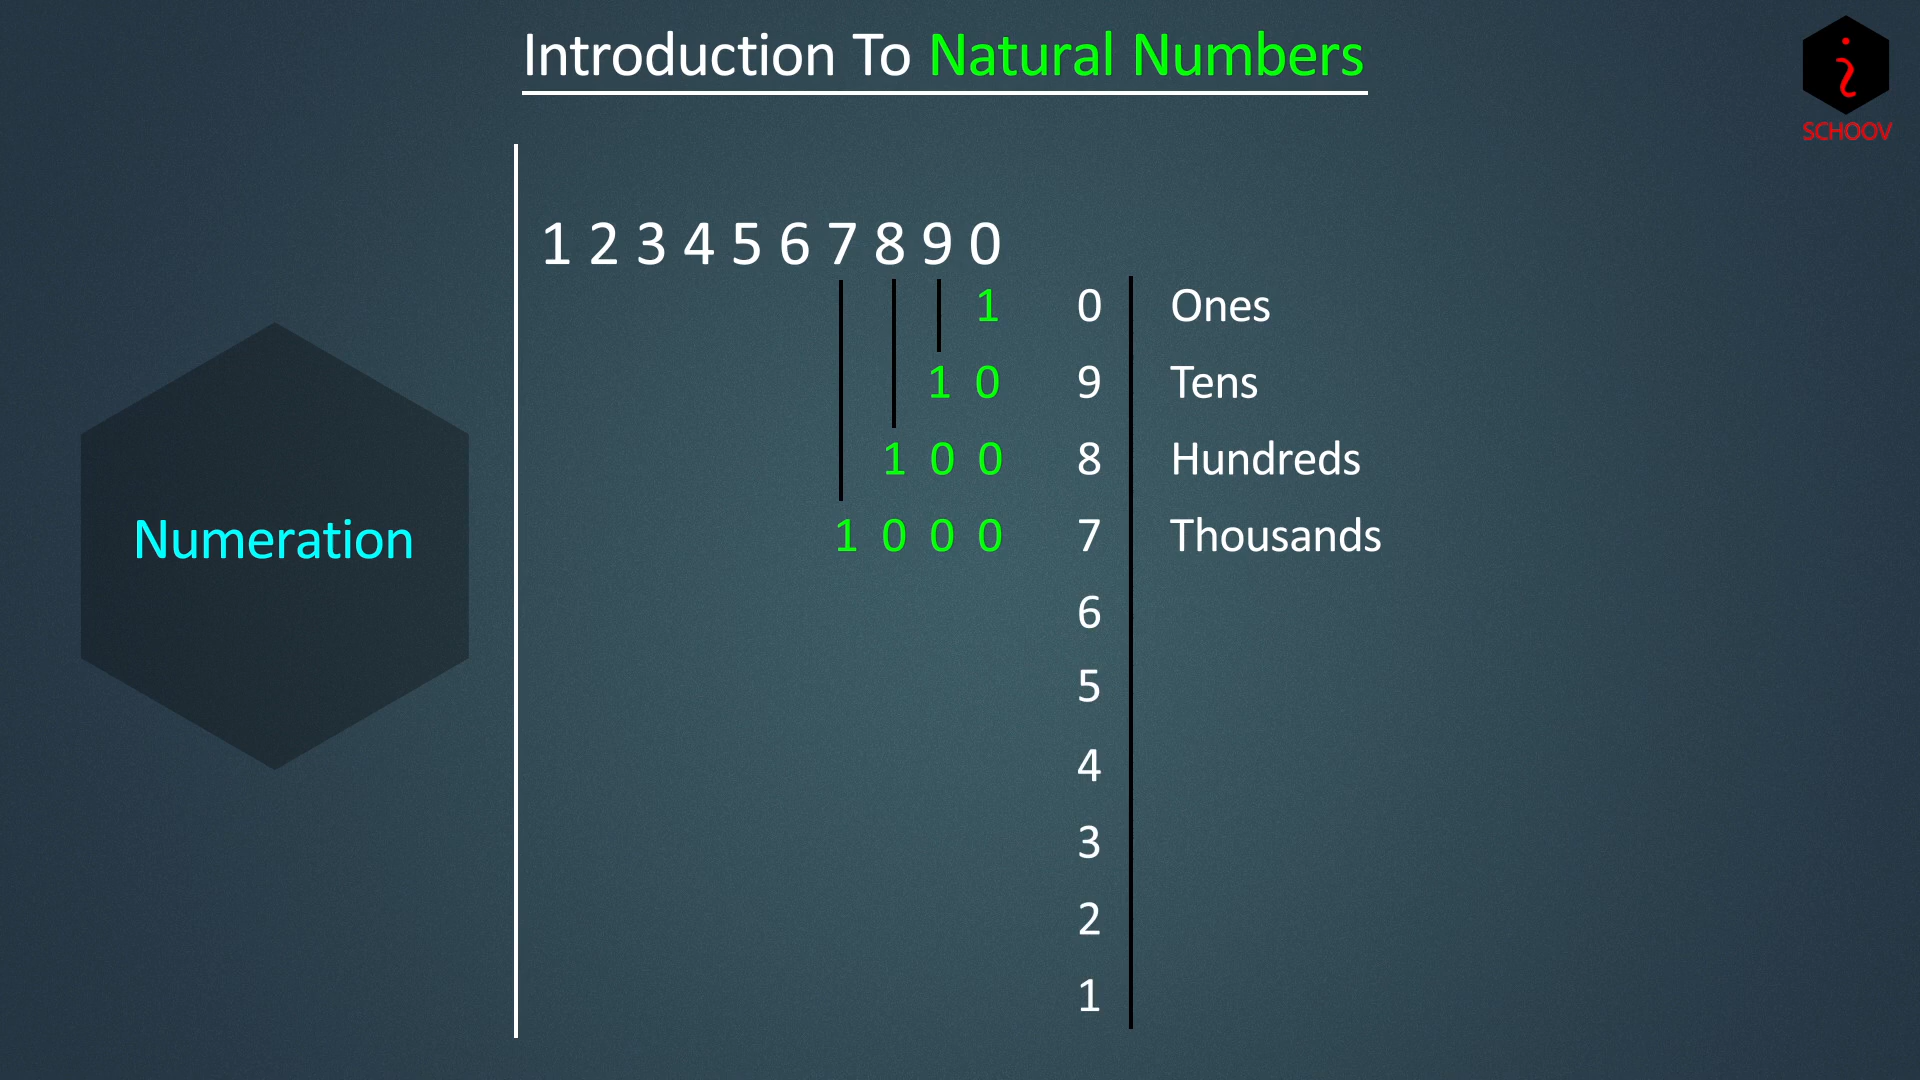 Introduction To Natural Numbers
SCHOOV
1 2 3 4 5 6 7 8 9 0
1 0 Ones
1 0 9 Tens
1 0 0 8 Hundreds
1 0 0 0 7 Thousands
Numeration
6
5
4
3
2
1